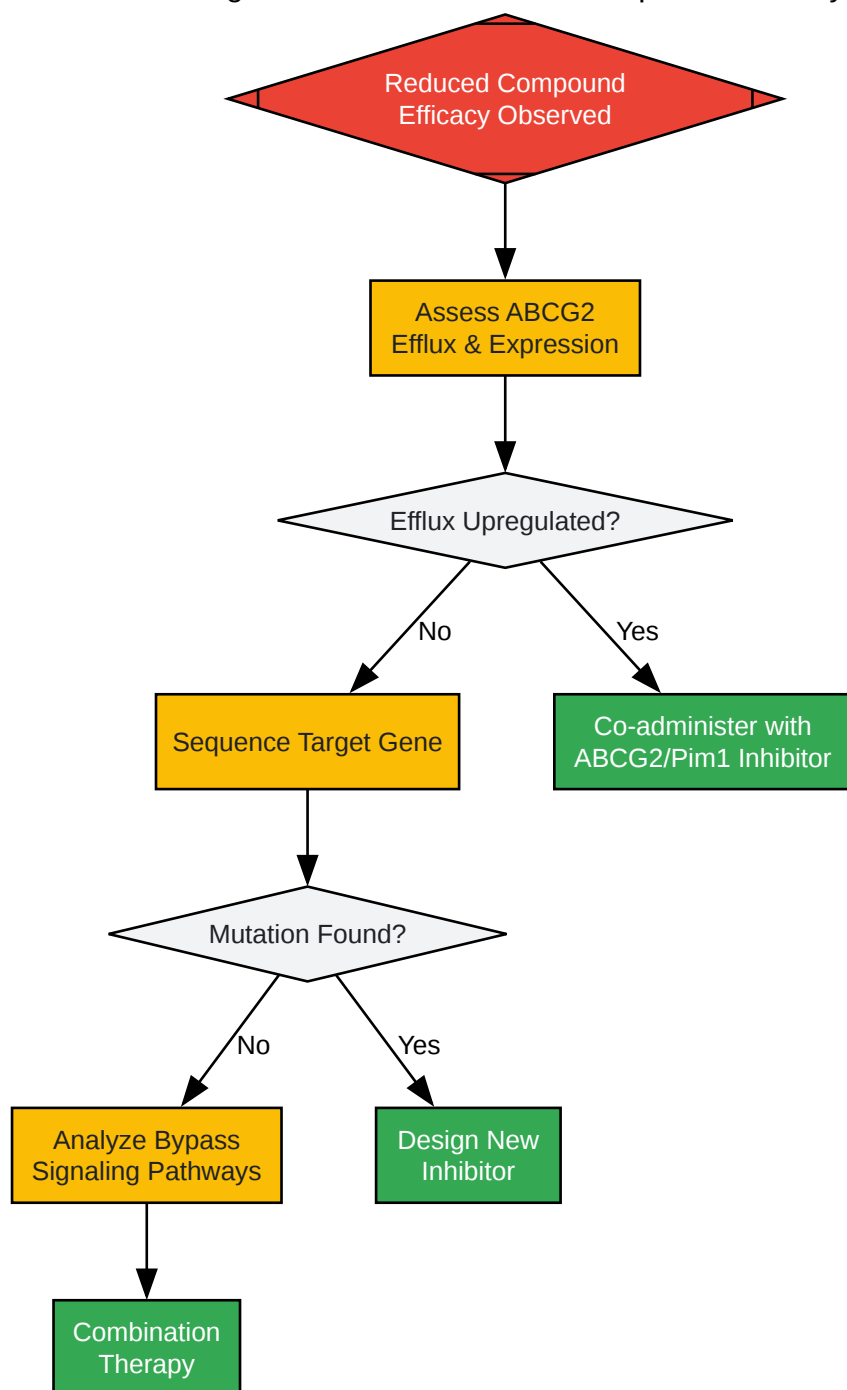 Reduced Compound
Efficacy Observed
Assess ABCG2
Efflux & Expression
Efflux Upregulated?
No
Yes
Sequence Target Gene
Co-administer with
ABCG2/Pim1 Inhibitor
Mutation Found?
No
Yes
Analyze Bypass
Signaling Pathways
Design New
Inhibitor
Combination
Therapy